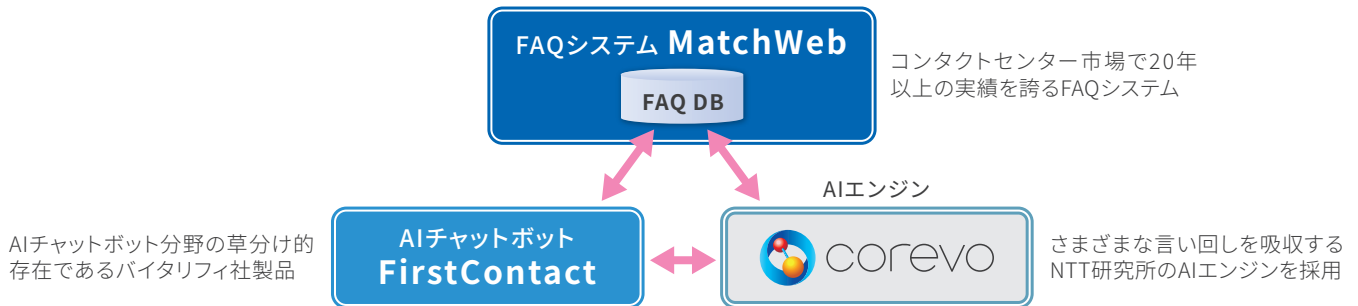 FAQシステム MatchWeb
FAQ DB
コンタクトセンター市場で20年
以上の実績を誇るFAQシステム
AIエンジン
AIチャットボット分野の草分け的
存在であるバイタリフィ社製品
AIチャットボット
FirstContact
corevo
さまざまな言い回しを吸収する
NTT研究所のAIエンジンを採用